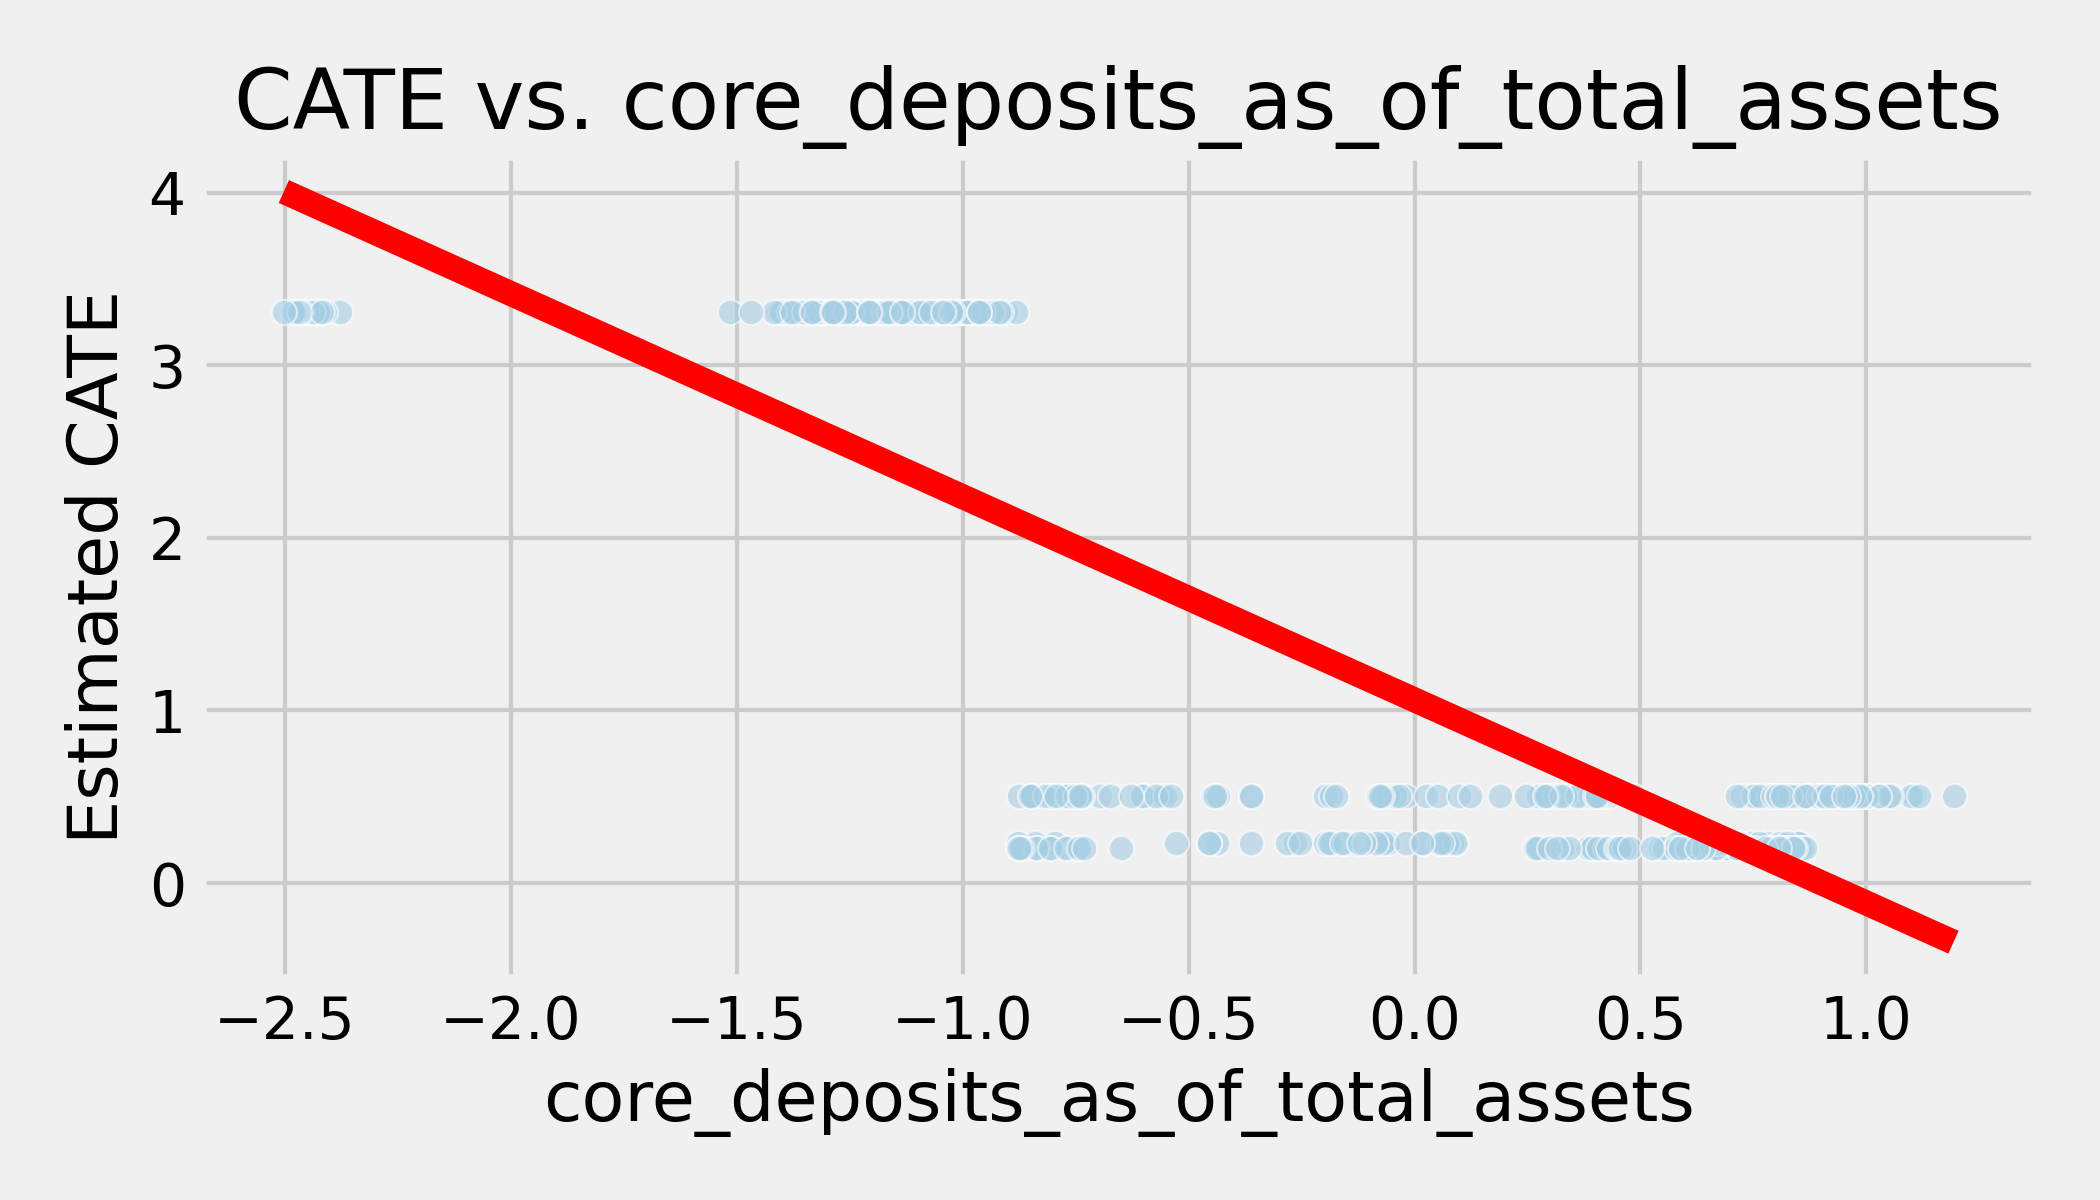 CATE vs. core_deposits_as_of_total_assets
4
3
2
1
0
Estimated CATE
−2.5 −2.0 −1.5 −1.0 −0.5 0.0 0.5 1.0
core_deposits_as_of_total_assets